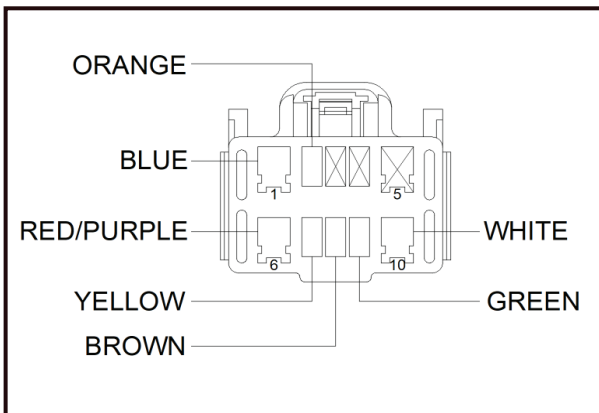 ORANGE
BLUE
1
5
RED/PURPLE
WHITE
6
10
YELLOW
GREEN
BROWN